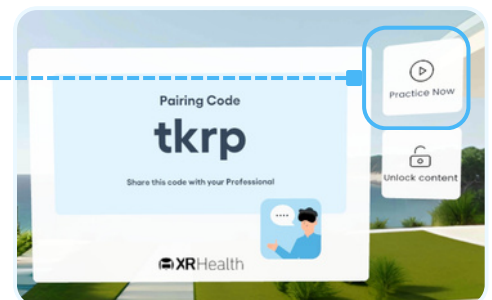 Pairing Code
tkrp
Share this code with your Professional
XRHealth
Practice Now
Unlock content